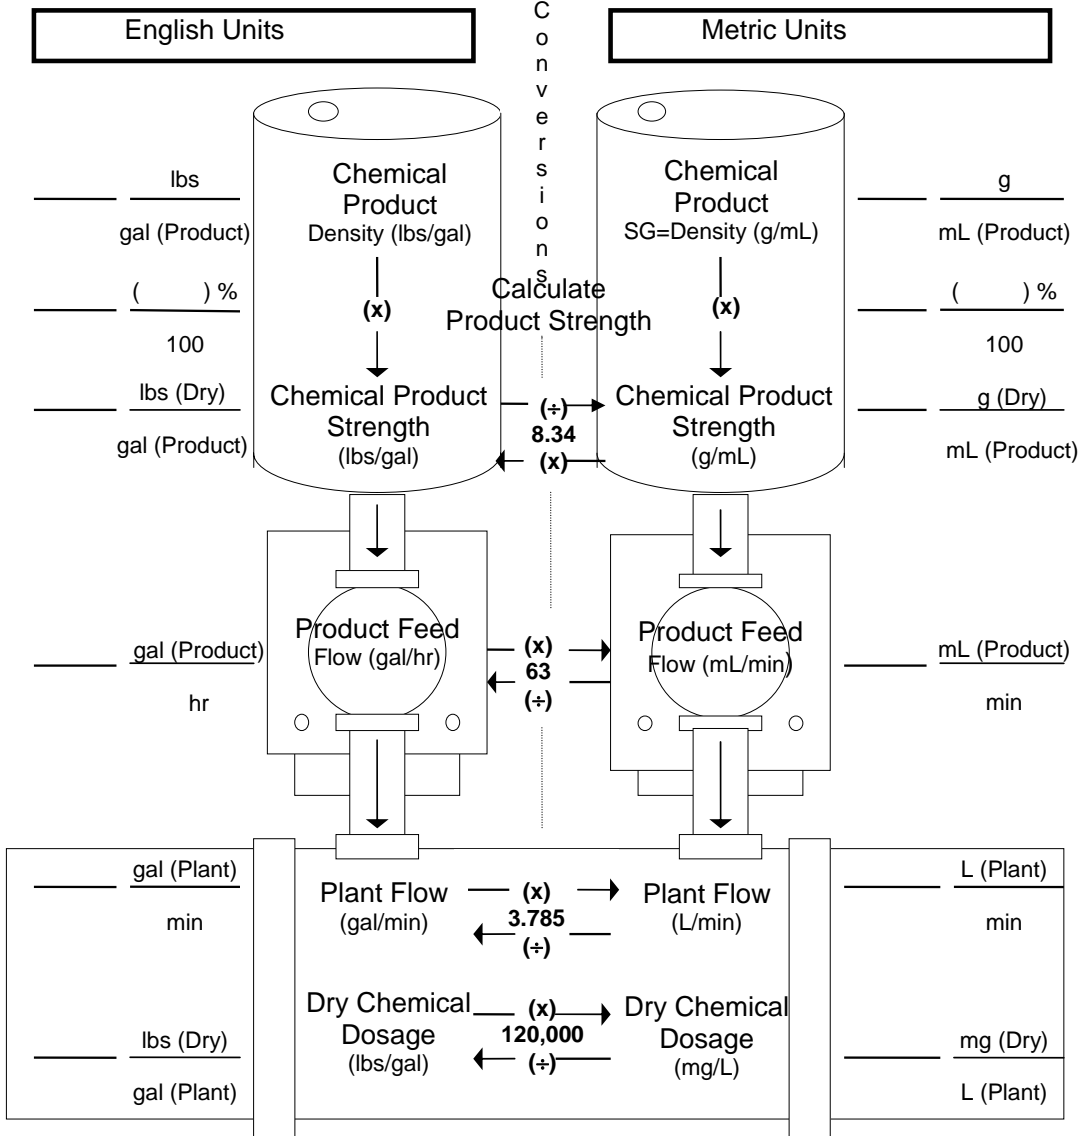 English Units
Conversions
Metric Units
lbs
gal (Product)
( ) %
100
lbs (Dry)
gal (Product)
Chemical
Product
Density (lbs/gal)
(x)
Chemical Product
Strength
(lbs/gal)
Calculate
Product Strength
(÷)
8.34
(x)
Chemical
Product
SG=Density (g/mL)
(x)
Chemical Product
Strength
(g/mL)
g
mL (Product)
( ) %
100
g (Dry)
mL (Product)
gal (Product)
hr
Product Feed
Flow (gal/hr)
(x)
63
(÷)
Product Feed
Flow (mL/min)
mL (Product)
min
gal (Plant)
min
Plant Flow
(gal/min)
(x)
3.785
(÷)
Plant Flow
(L/min)
L (Plant)
min
lbs (Dry)
gal (Plant)
Dry Chemical
Dosage
(lbs/gal)
(x)
120,000
(÷)
Dry Chemical
Dosage
(mg/L)
mg (Dry)
L (Plant)